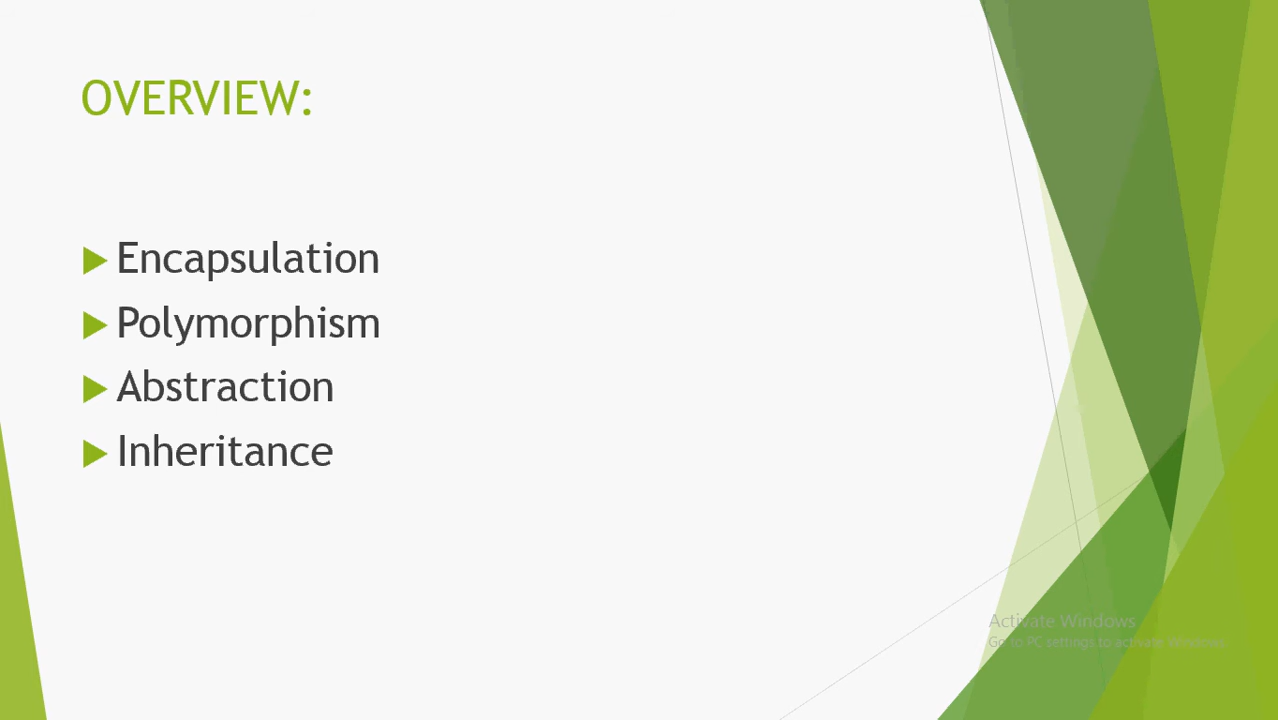 OVERVIEW:
Encapsulation
Polymorphism
Abstraction
Inheritance
Activate Windows
Go to PC settings to activate Windows.